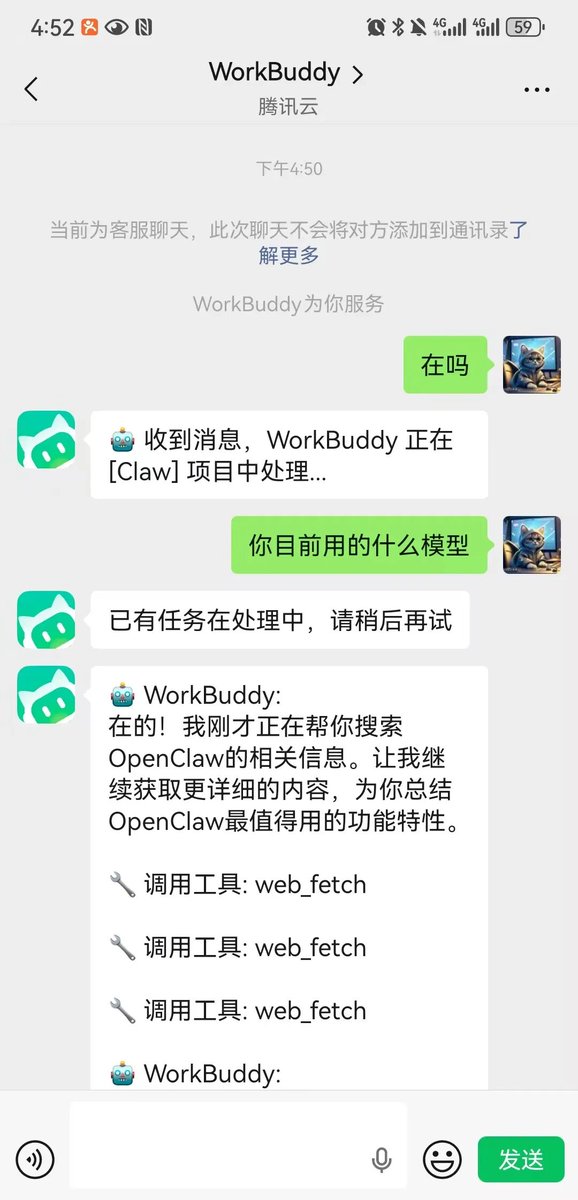 4:52
4G
4G
59
WorkBuddy
腾讯云
下午4:50
当前为客服聊天，此次聊天不会将对方添加到通讯录了
解更多
WorkBuddy为你服务
在吗
收到消息，WorkBuddy 正在
[Claw] 项目中处理...
你目前用的什么模型
已有任务在处理中，请稍后再试
WorkBuddy:
在的！我刚才正在帮你搜索
OpenClaw的相关信息。让我继
续获取更详细的内容，为你总结
OpenClaw最值得用的功能特性。
调用工具: web_fetch
调用工具: web_fetch
调用工具: web_fetch
WorkBuddy:
发送